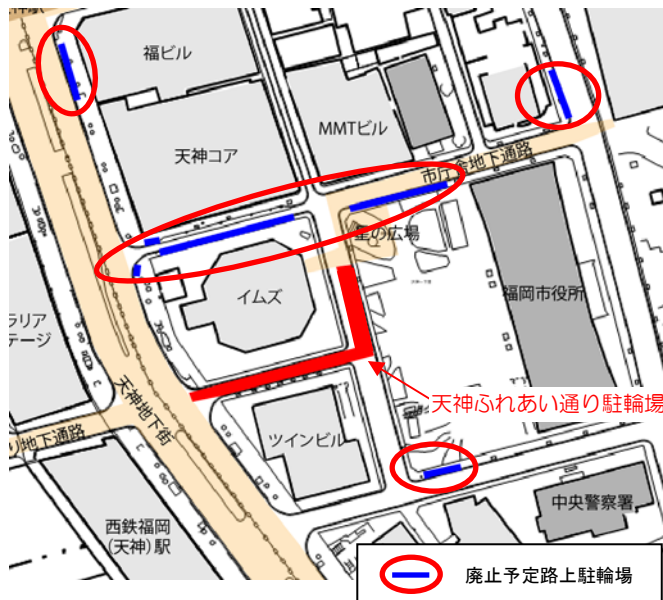 福ビル
MMTビル
天神コア
市庁舎地下通路
星の広場
イムズ
福岡市役所
ラリア
テージ
天神地下街
天神ふれあい通り駐輪場
り地下通路
ツインビル
西鉄福岡
(天神)駅
中央警察署
廃止予定路上駐輪場